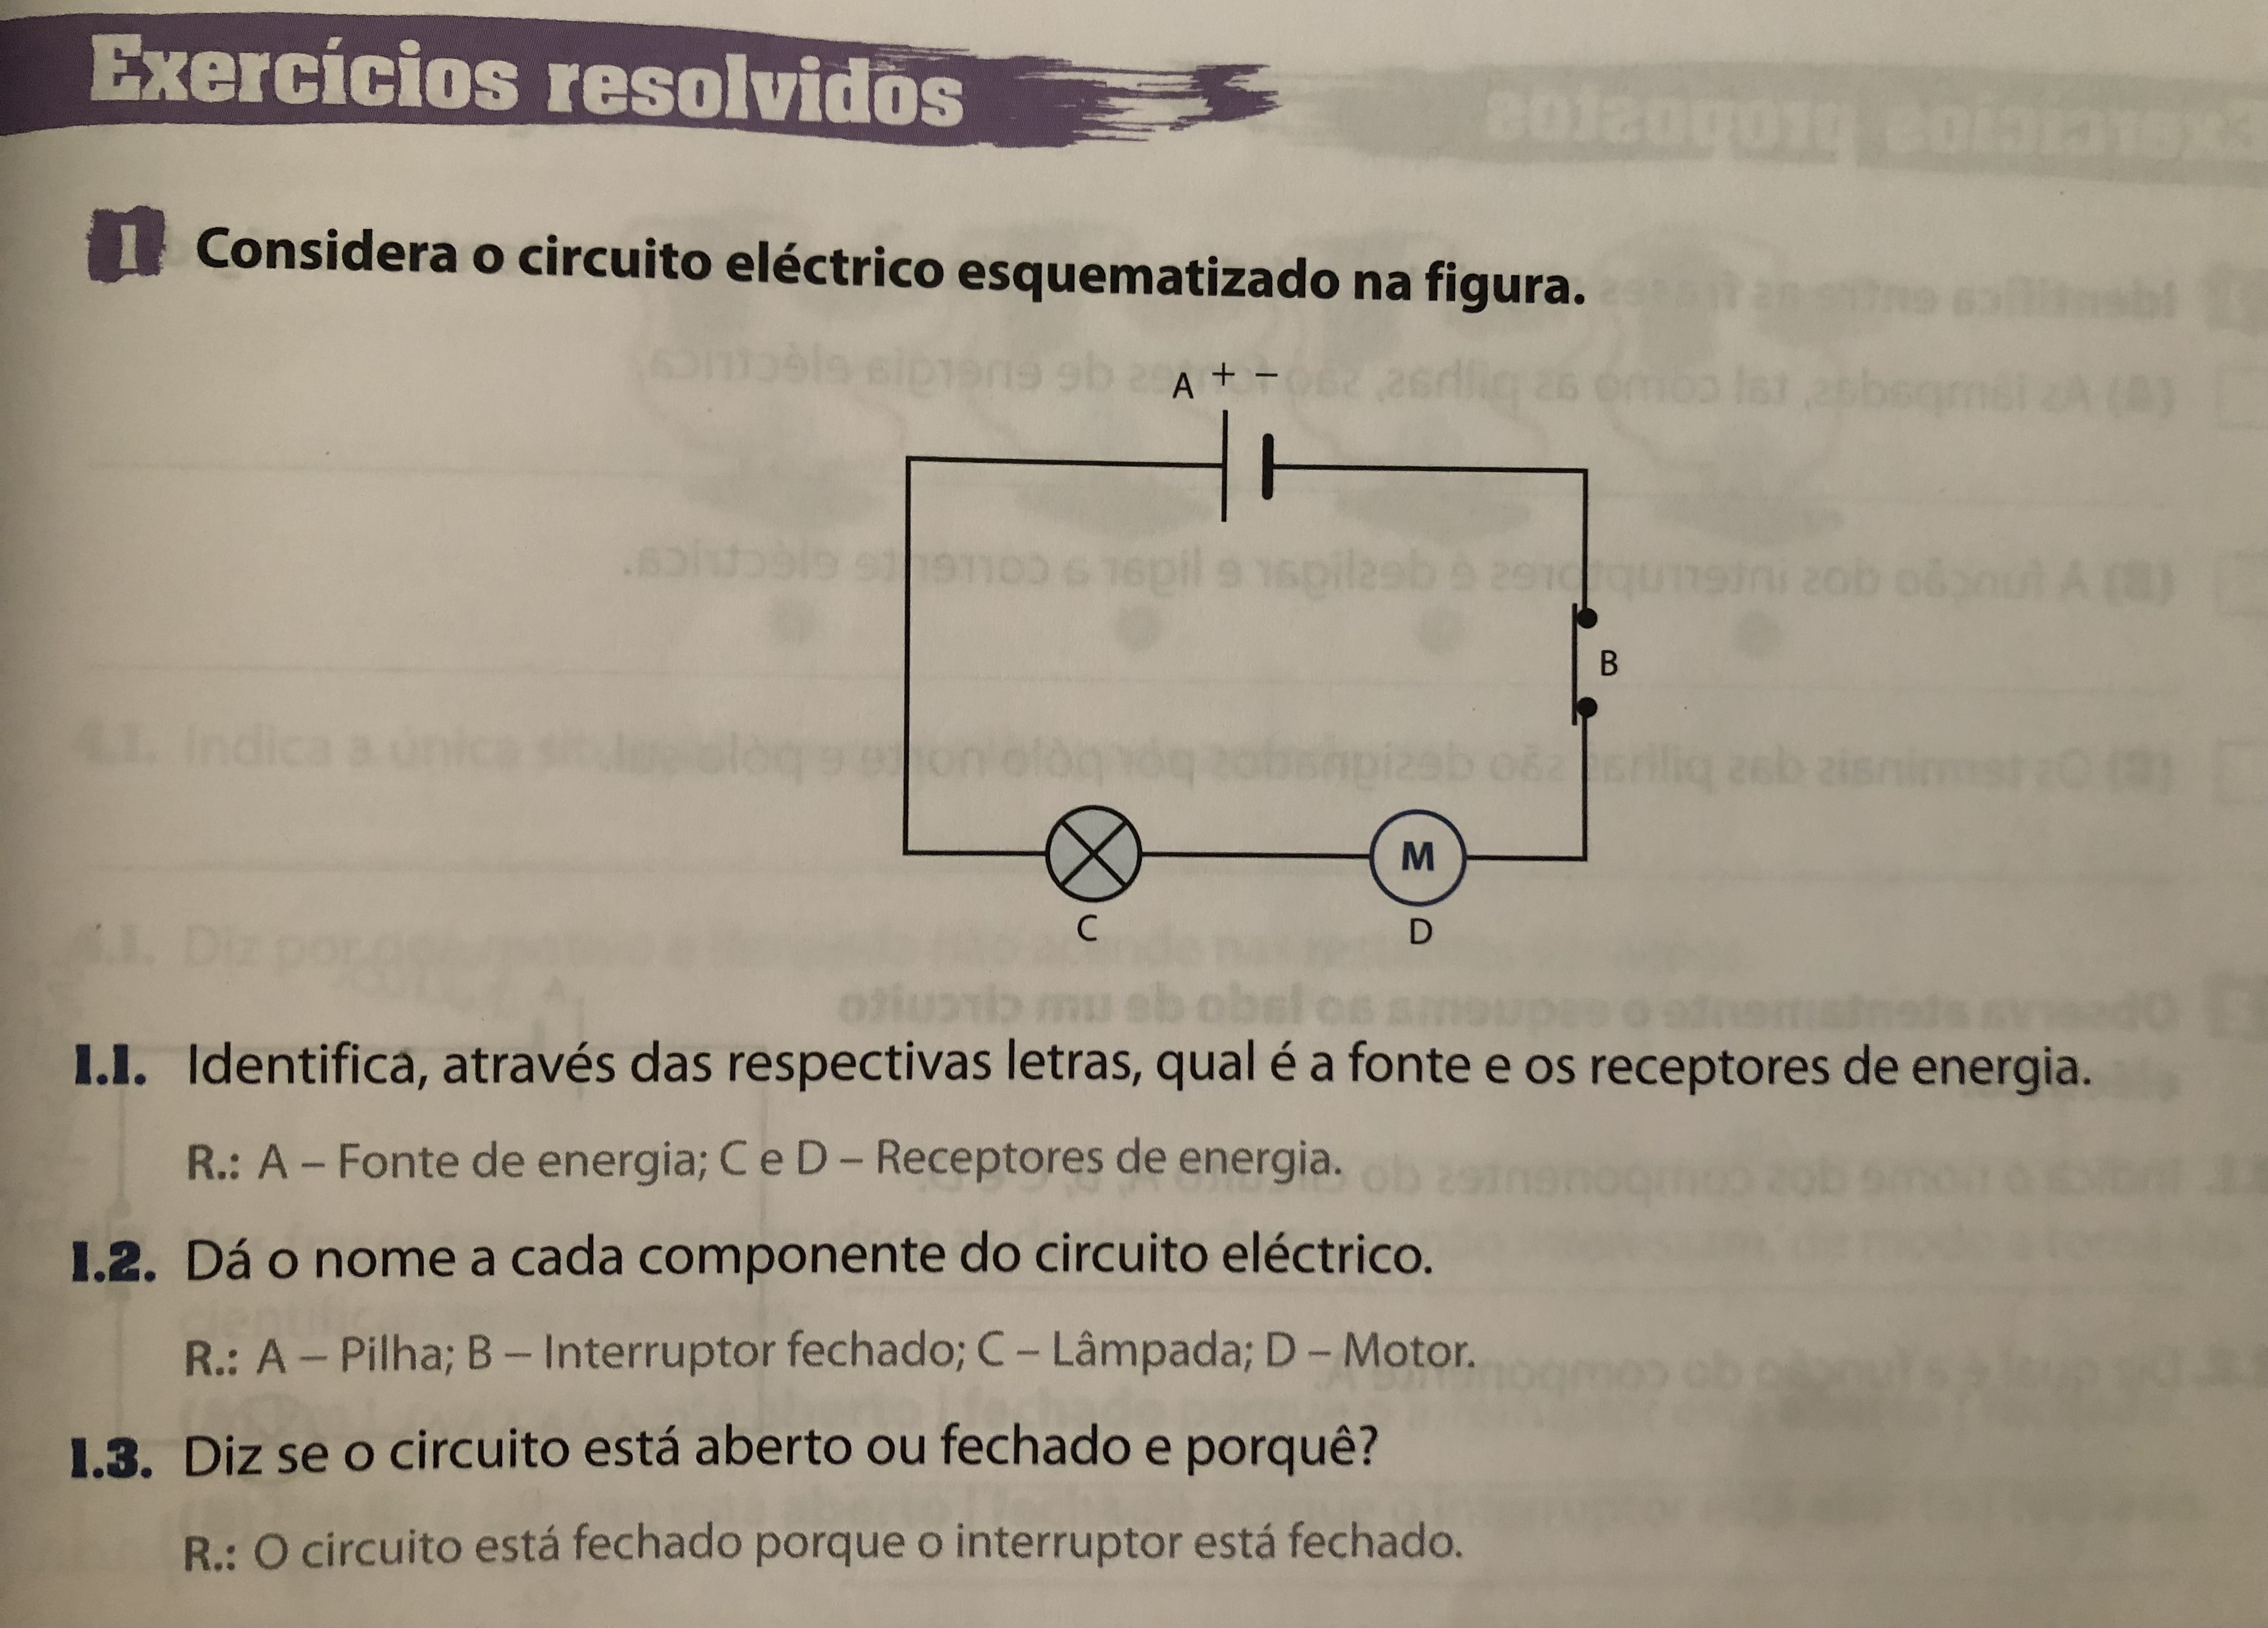 Exercícios resolvidos
1 Considera o circuito eléctrico esquematizado na figura.
A + −
B
M
C D
1.1. Identifica, através das respectivas letras, qual é a fonte e os receptores de energia.
R.: A – Fonte de energia; C e D – Receptores de energia.
1.2. Dá o nome a cada componente do circuito eléctrico.
R.: A – Pilha; B – Interruptor fechado; C – Lâmpada; D – Motor.
1.3. Diz se o circuito está aberto ou fechado e porquê?
R.: O circuito está fechado porque o interruptor está fechado.